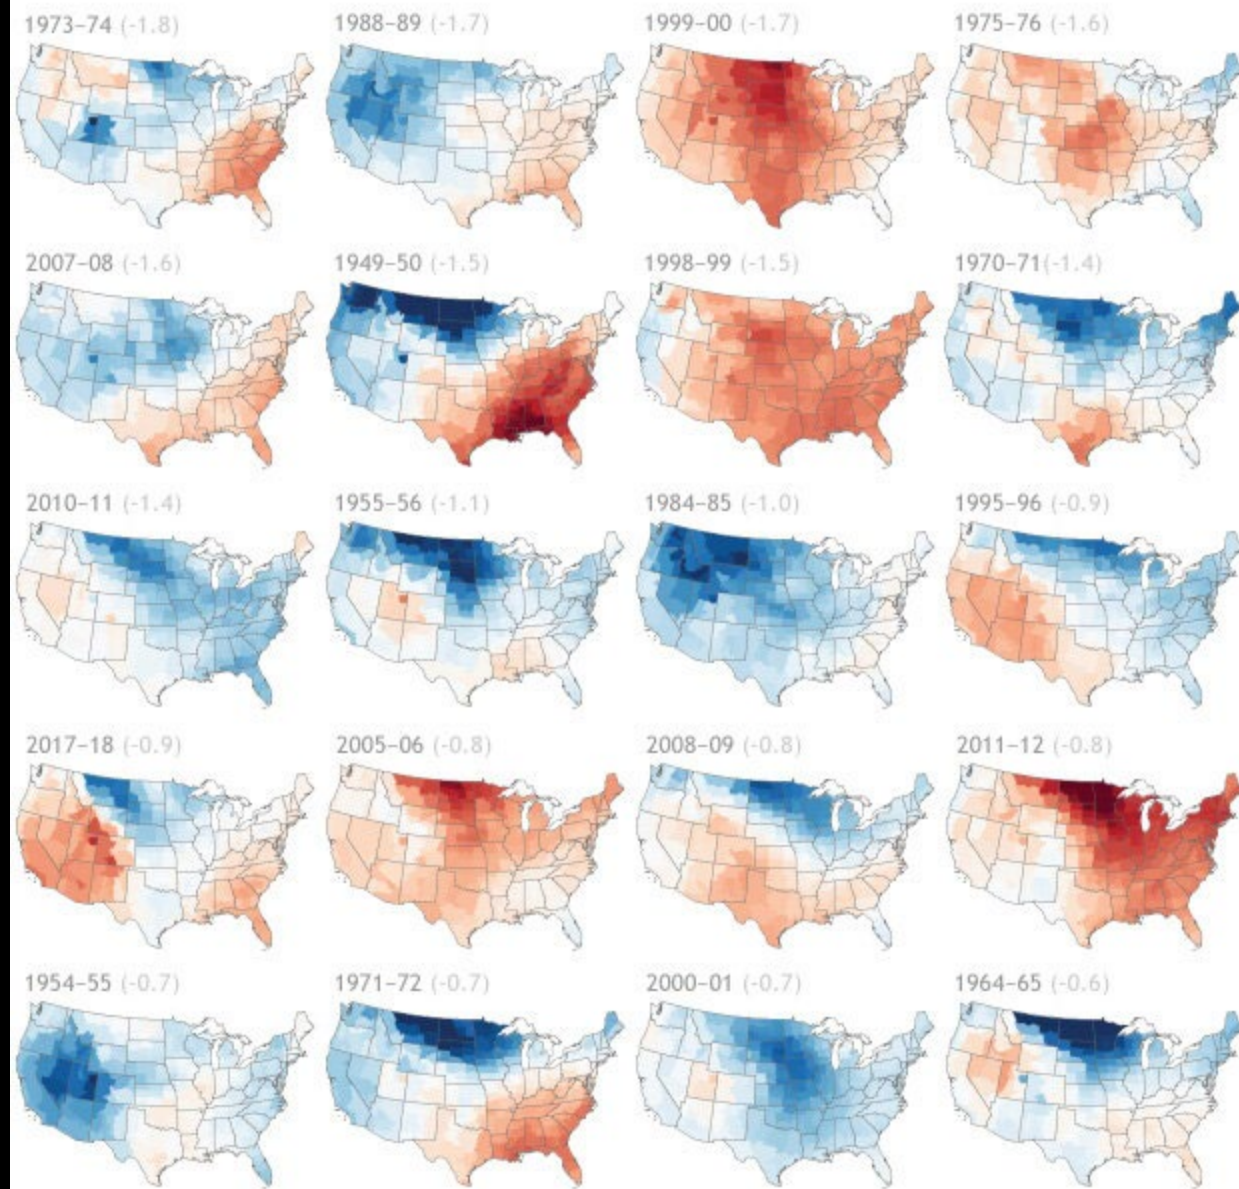 1973–74 (-1.8) 1988–89 (-1.7) 1999–00 (-1.7) 1975–76 (-1.6)
2007–08 (-1.6) 1949–50 (-1.5) 1998–99 (-1.5) 1970–71(-1.4)
2010–11 (-1.4) 1955–56 (-1.1) 1984–85 (-1.0) 1995–96 (-0.9)
2017–18 (-0.9) 2005–06 (-0.8) 2008–09 (-0.8) 2011–12 (-0.8)
1954–55 (-0.7) 1971–72 (-0.7) 2000–01 (-0.7) 1964–65 (-0.6)